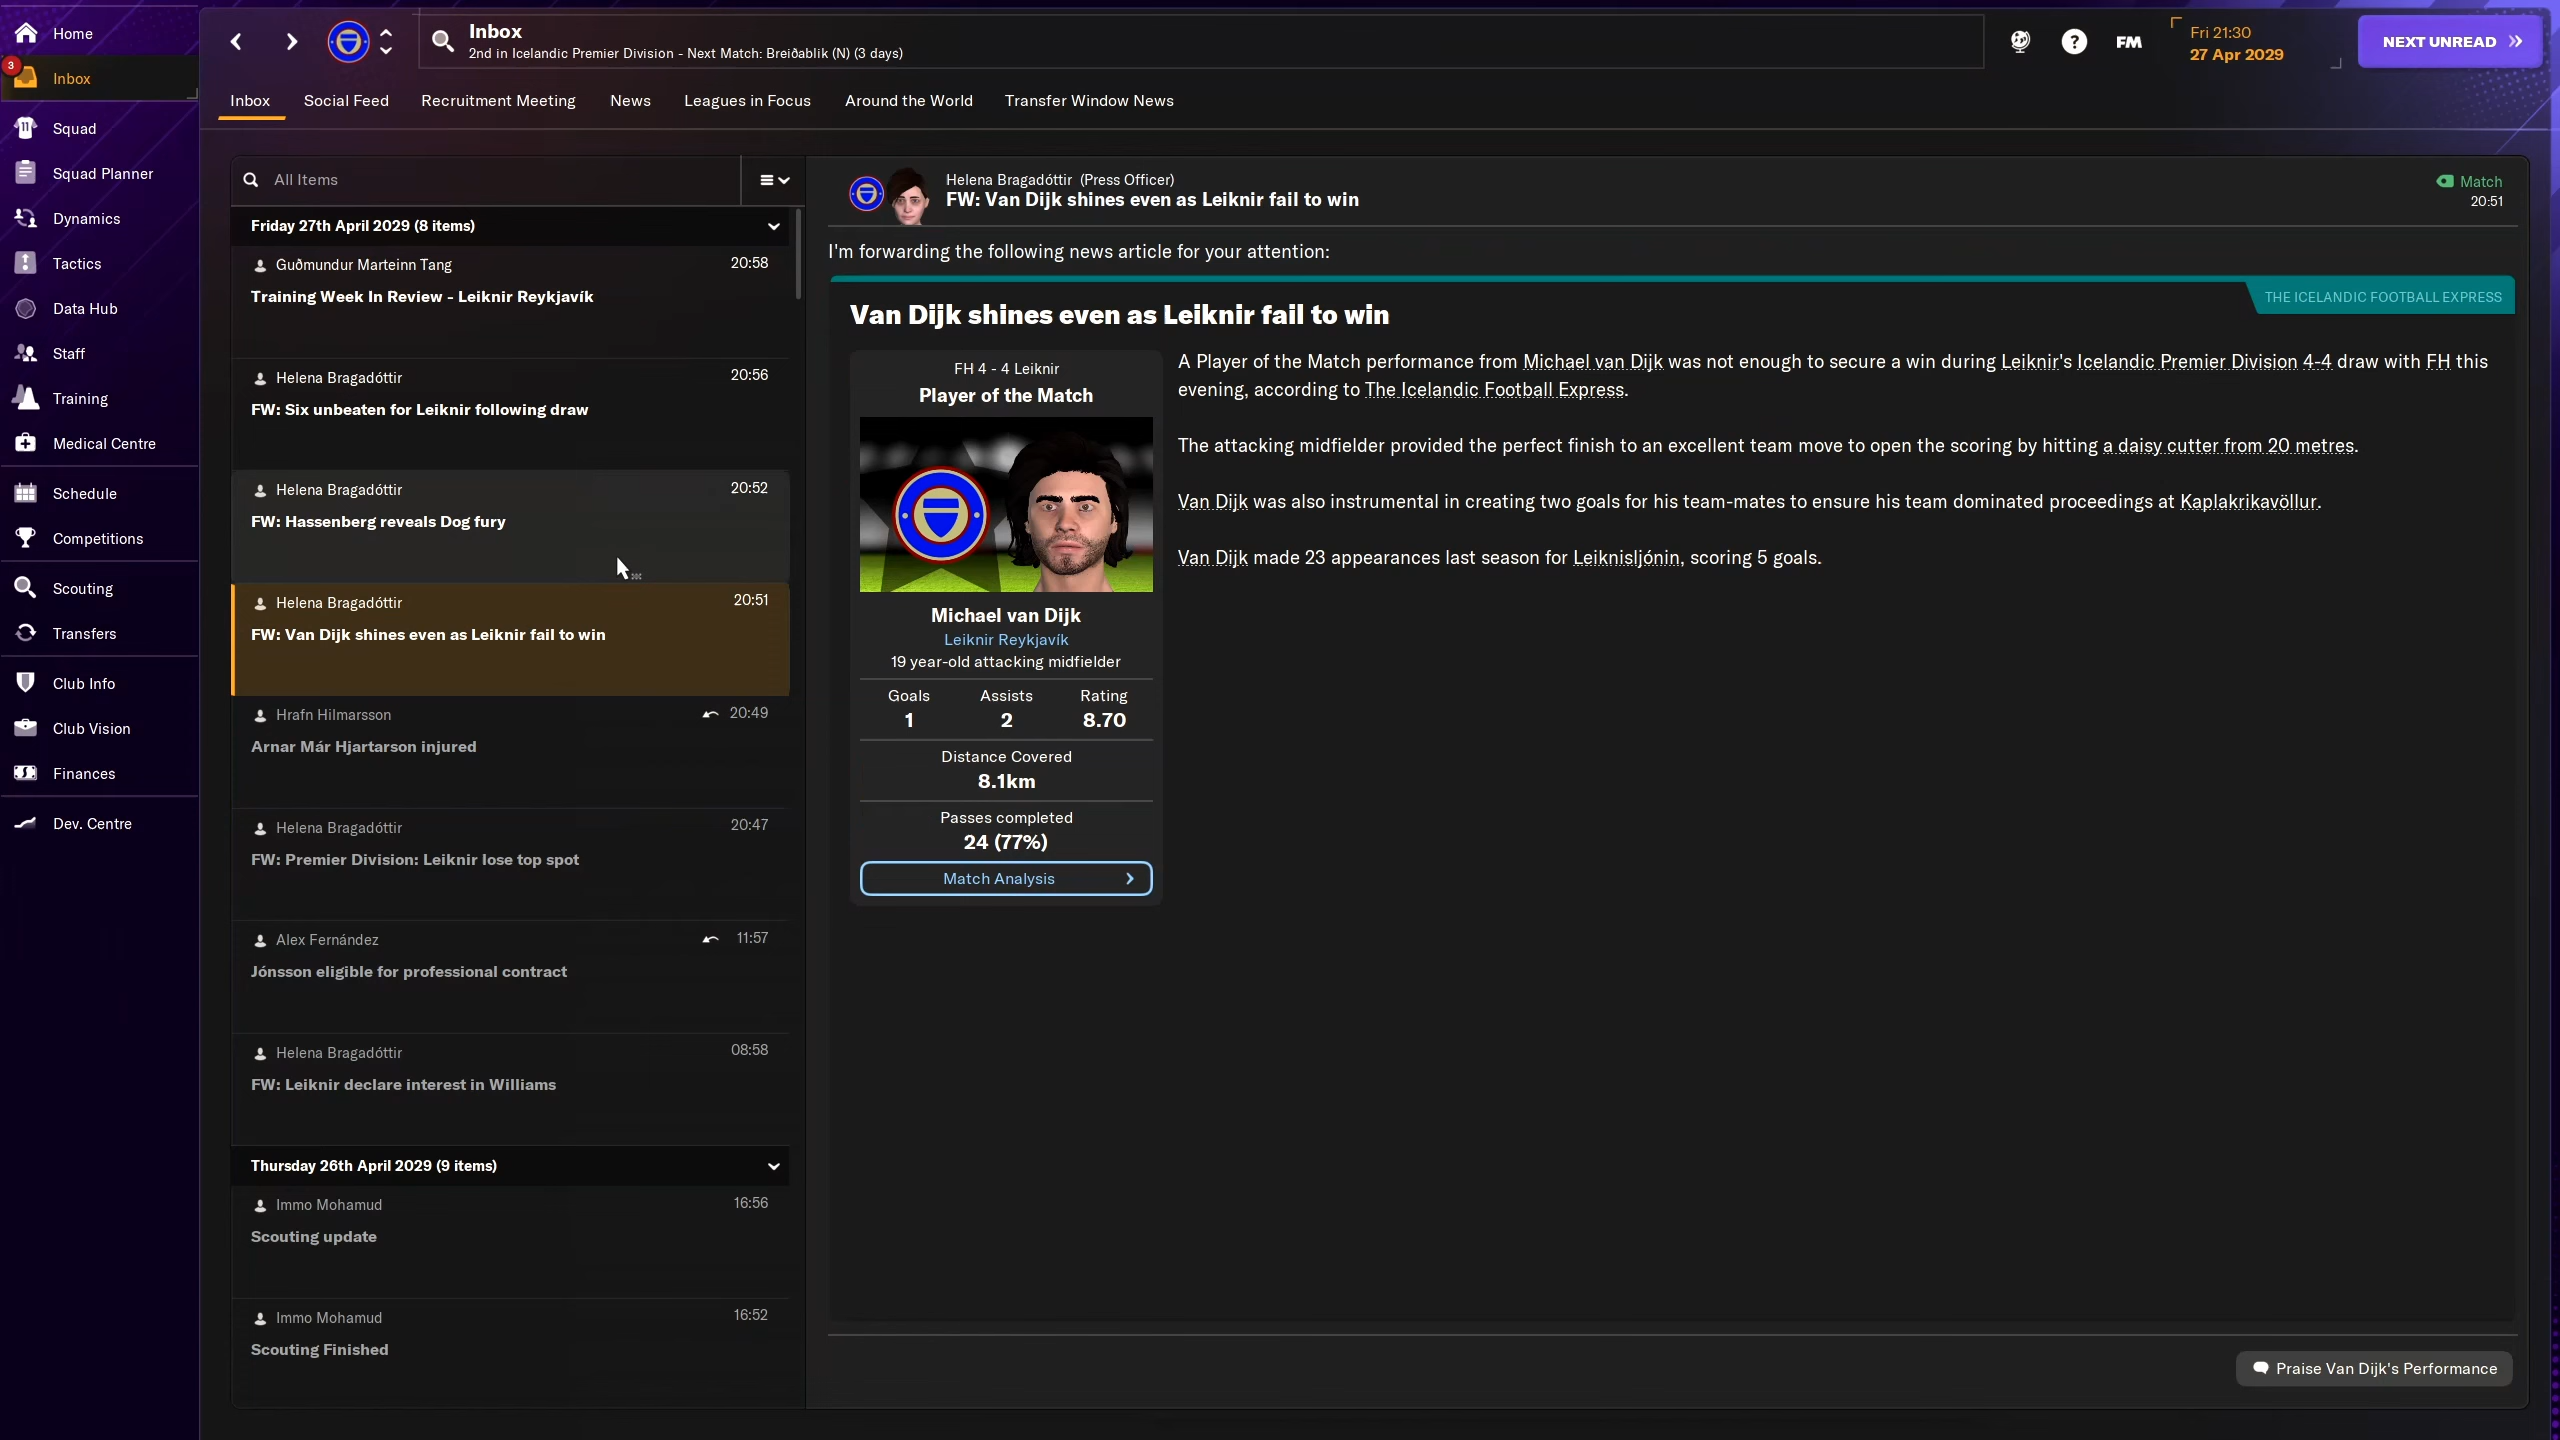 Home
3
Inbox
Squad
Squad Planner
Dynamics
Tactics
Data Hub
Staff
Training
Medical Centre
Schedule
Competitions
Scouting
Transfers
Club Info
Club Vision
Finances
Dev. Centre
Inbox
2nd in Icelandic Premier Division - Next Match: Breiðablik (N) (3 days)
?
FM
Fri 21:30
27 Apr 2029
NEXT UNREAD
Inbox
Social Feed
Recruitment Meeting
News
Leagues in Focus
Around the World
Transfer Window News
All Items
Friday 27th April 2029 (8 items)
Guðmundur Marteinn Tang
20:58
Training Week In Review - Leiknir Reykjavík
Helena Bragadóttir
20:56
FW: Six unbeaten for Leiknir following draw
Helena Bragadóttir
20:52
FW: Hassenberg reveals Dog fury
Helena Bragadóttir
20:51
FW: Van Dijk shines even as Leiknir fail to win
Hrafn Hilmarsson
20:49
Arnar Már Hjartarson injured
Helena Bragadóttir
20:47
FW: Premier Division: Leiknir lose top spot
Alex Fernández
11:57
Jónsson eligible for professional contract
Helena Bragadóttir
08:58
FW: Leiknir declare interest in Williams
Thursday 26th April 2029 (9 items)
Immo Mohamud
16:56
Scouting update
Immo Mohamud
16:52
Scouting Finished
Helena Bragadóttir (Press Officer)
FW: Van Dijk shines even as Leiknir fail to win
Match
20:51
I'm forwarding the following news article for your attention:
THE ICELANDIC FOOTBALL EXPRESS
Van Dijk shines even as Leiknir fail to win
FH 4 - 4 Leiknir
Player of the Match
Michael van Dijk
Leiknir Reykjavík
19 year-old attacking midfielder
Goals Assists Rating
1 2 8.70
Distance Covered
8.1km
Passes completed
24 (77%)
Match Analysis
A Player of the Match performance from Michael van Dijk was not enough to secure a win during Leiknir's Icelandic Premier Division 4-4 draw with FH this
evening, according to The Icelandic Football Express.
The attacking midfielder provided the perfect finish to an excellent team move to open the scoring by hitting a daisy cutter from 20 metres.
Van Dijk was also instrumental in creating two goals for his team-mates to ensure his team dominated proceedings at Kaplakrikavöllur.
Van Dijk made 23 appearances last season for Leiknisljónin, scoring 5 goals.
Praise Van Dijk's Performance